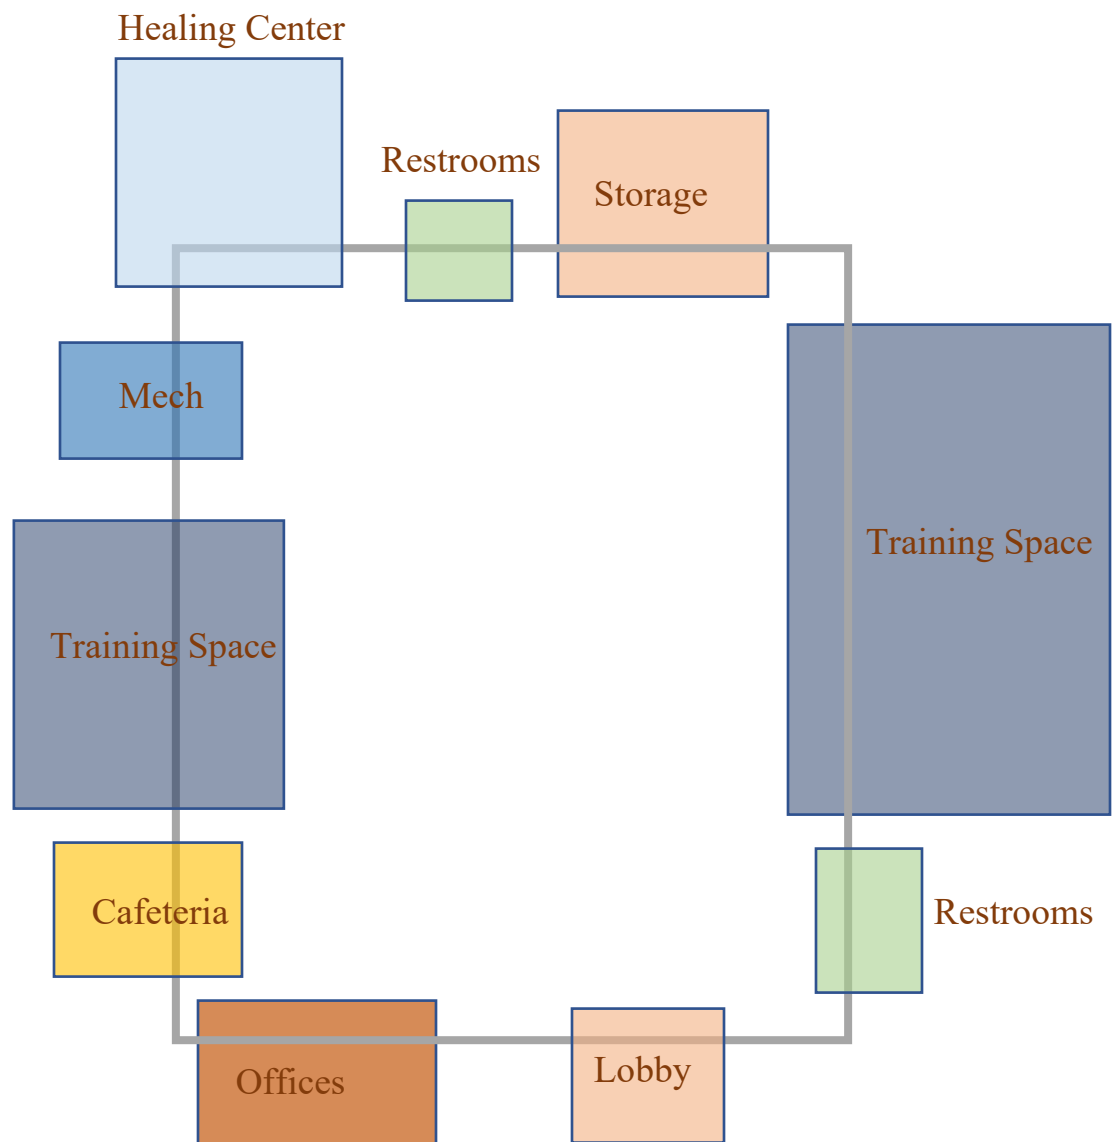 Healing Center
Restrooms
Storage
Mech
Training Space
Training Space
Cafeteria
Restrooms
Offices
Lobby